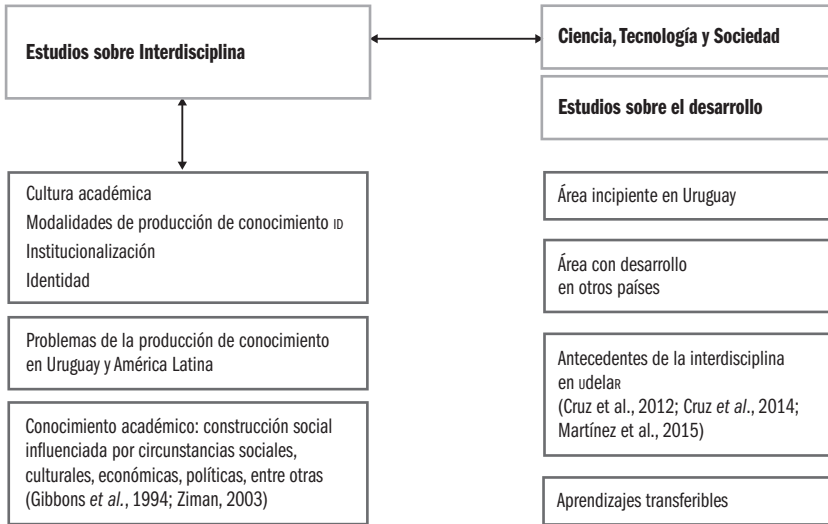 Estudios sobre Interdisciplina
Ciencia, Tecnología y Sociedad
Estudios sobre el desarrollo
Cultura académica
Modalidades de producción de conocimiento ID
Institucionalización
Identidad
Problemas de la producción de conocimiento
en Uruguay y América Latina
Conocimiento académico: construcción social
influenciada por circunstancias sociales,
culturales, económicas, políticas, entre otras
(Gibbons et al., 1994; Ziman, 2003)
Área incipiente en Uruguay
Área con desarrollo
en otros países
Antecedentes de la interdisciplina
en UdelaR
(Cruz et al., 2012; Cruz et al., 2014;
Martínez et al., 2015)
Aprendizajes transferibles